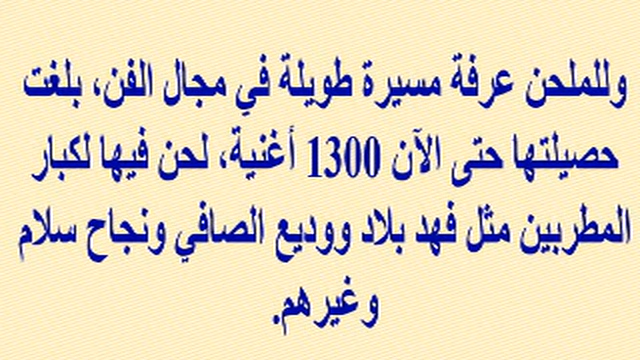 وللملحن عرفة مسيرة طويلة في مجال الفن، بلغت
حصيلتها حتى الآن 1300 أغنية، لحن فيها لكبار
المطربين مثل فهد بلاد ووديع الصافي ونجاح سلام
وغيرهم.